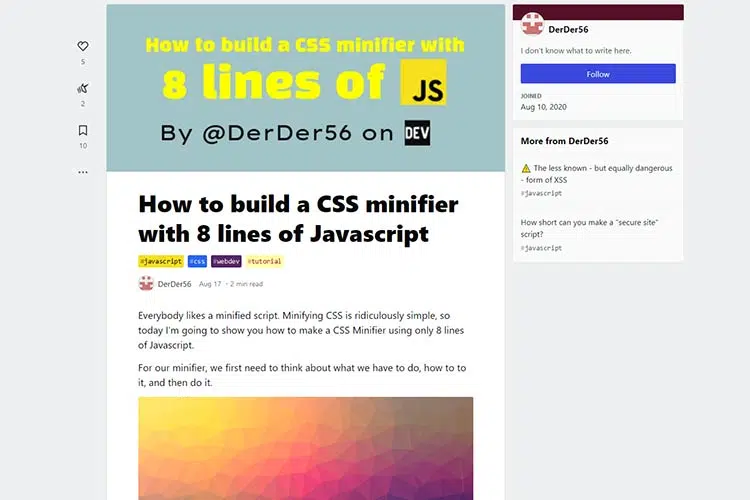 How to build a CSS minifier with
8 lines of JS
By @DerDer56 on DEV
5
2
10
...
How to build a CSS minifier
with 8 lines of Javascript
#javascript #css #webdev #tutorial
DerDer56 Aug 17 ・2 min read
Everybody likes a minified script. Minifying CSS is ridiculously simple, so
today I'm going to show you how to make a CSS Minifier using only 8 lines
of Javascript.
For our minifier, we first need to think about what we have to do, how to to
it, and then do it.
DerDer56
I don't know what to write here.
Follow
JOINED
Aug 10, 2020
More from DerDer56
⚠️ The less known - but equally dangerous
- form of XSS
#javascript
How short can you make a "secure site"
script?
#javascript